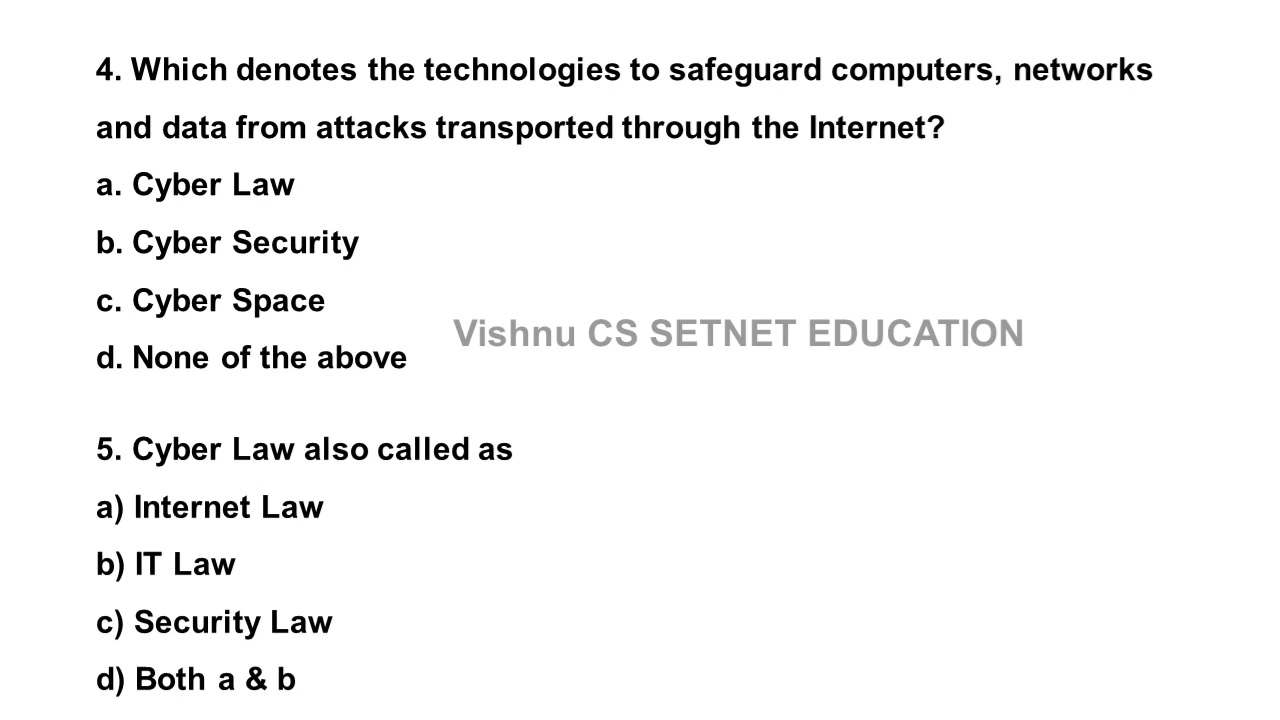 4. Which denotes the technologies to safeguard computers, networks
and data from attacks transported through the Internet?
a. Cyber Law
b. Cyber Security
c. Cyber Space
Vishnu CS SETNET EDUCATION
d. None of the above
5. Cyber Law also called as
a) Internet Law
b) IT Law
c) Security Law
d) Both a & b